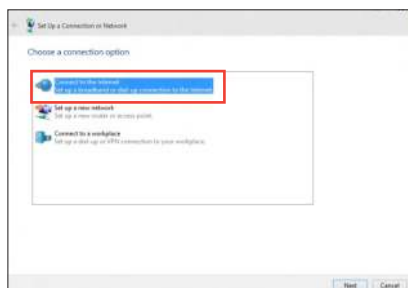 Set Up a Connection or Network
Choose a connection option
Connect to the Internet
Set up a broadband or dial-up connection to the Internet.
Set up a new network
Set up a new router or access point.
Connect to a workplace
Set up a dial-up or VPN connection to your workplace.
Next Cancel